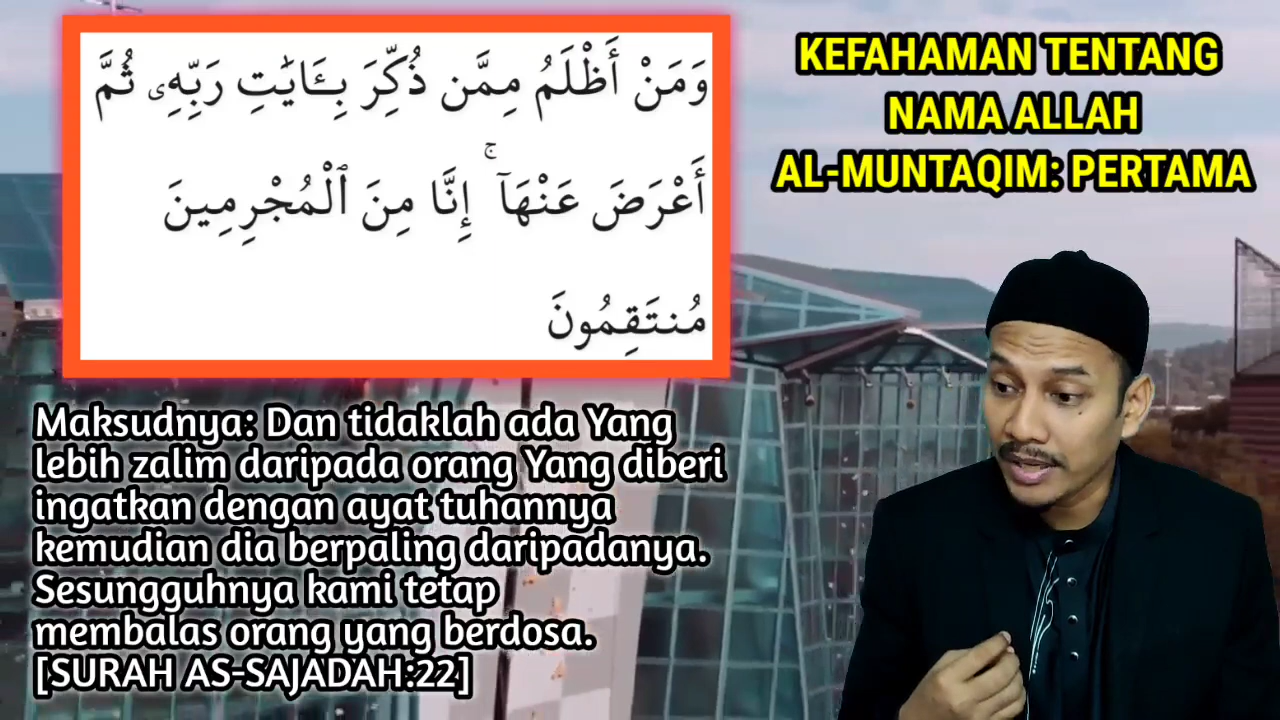 وَمَنْ أَظْلَمُ مِمَّن ذُكِّرَ بِـَٔايَٰتِ رَبِّهِۦ ثُمَّ
أَعْرَضَ عَنْهَآ ۚ إِنَّا مِنَ ٱلْمُجْرِمِينَ
مُنتَقِمُونَ
KEFAHAMAN TENTANG
NAMA ALLAH
AL-MUNTAQIM: PERTAMA
Maksudnya: Dan tidaklah ada Yang
lebih zalim daripada orang Yang diberi
ingatkan dengan ayat tuhannya
kemudian dia berpaling daripadanya.
Sesungguhnya kami tetap
membalas orang yang berdosa.
[SURAH AS-SAJADAH:22]